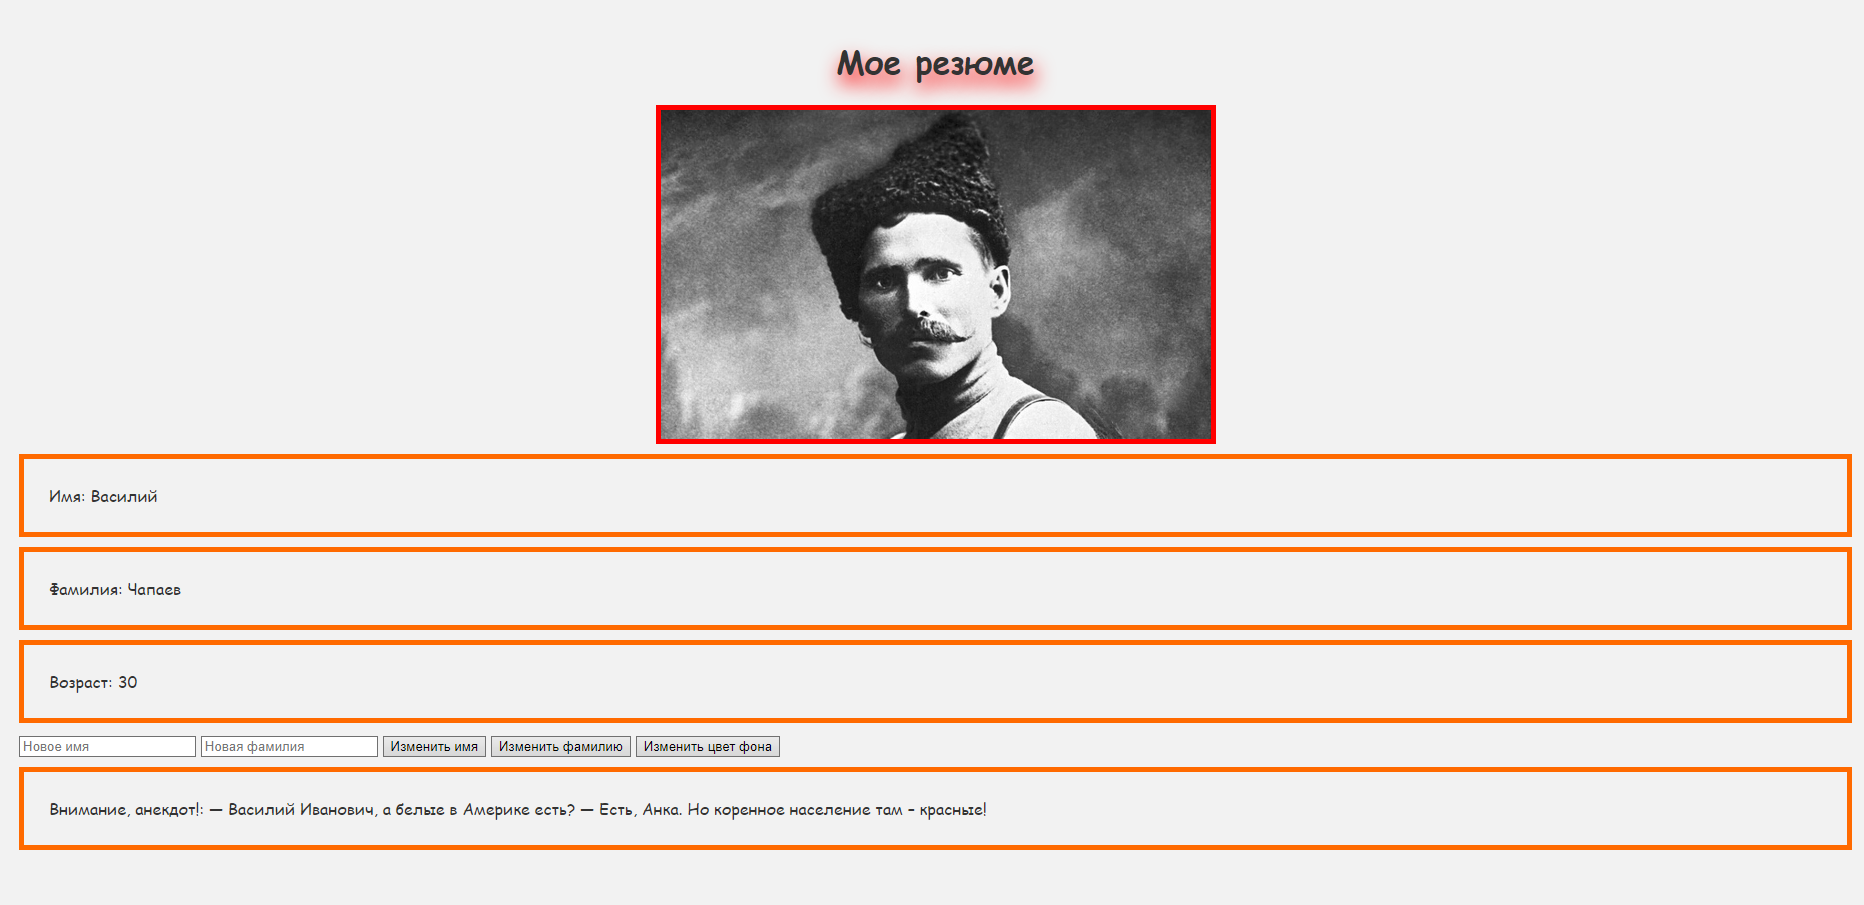 Мое резюме
Имя: Василий
Фамилия: Чапаев
Возраст: 30
Новое имя Новая фамилия Изменить имя Изменить фамилию Изменить цвет фона
Внимание, анекдот!: — Василий Иванович, а белые в Америке есть? — Есть, Анка. Но коренное население там – красные!